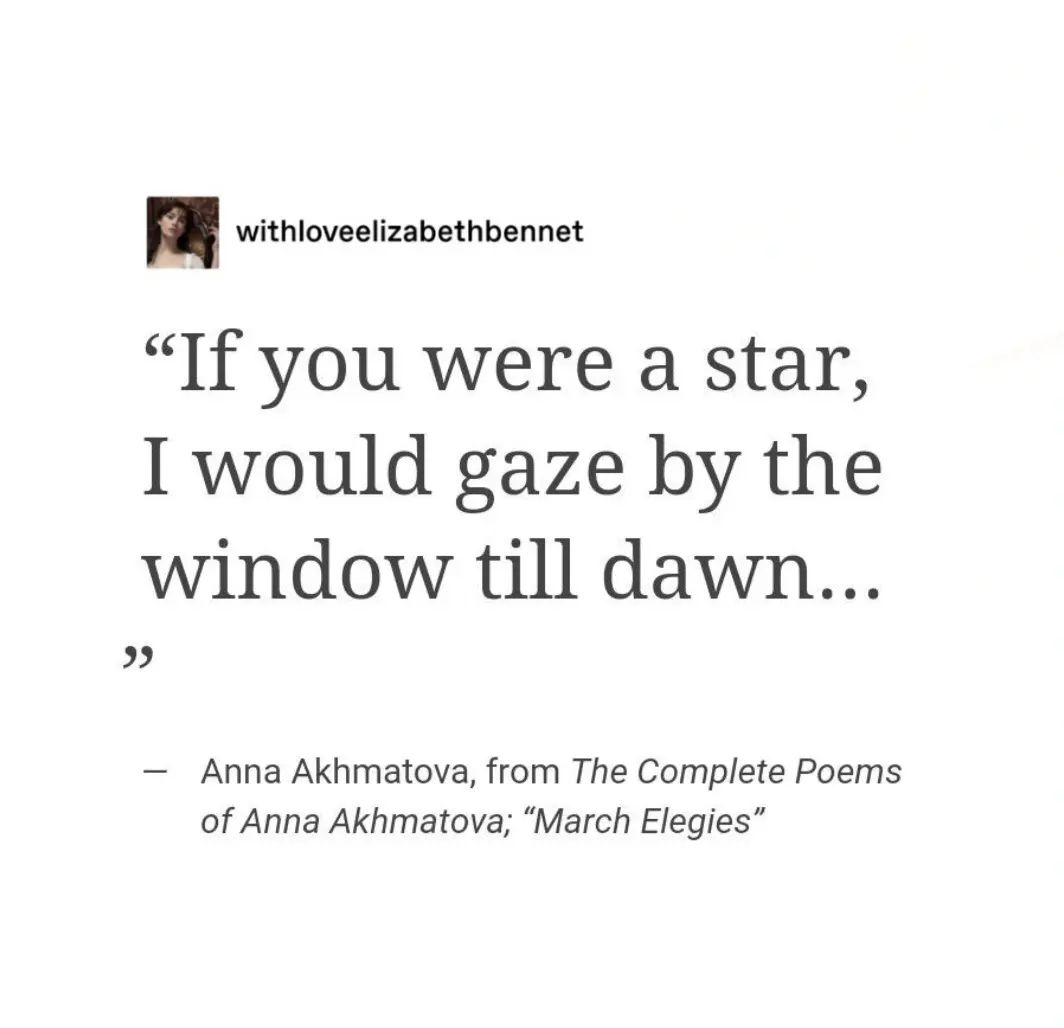 withloveelizabethbennet
“If you were a star,
I would gaze by the
window till dawn...
”
— Anna Akhmatova, from The Complete Poems
of Anna Akhmatova; “March Elegies”